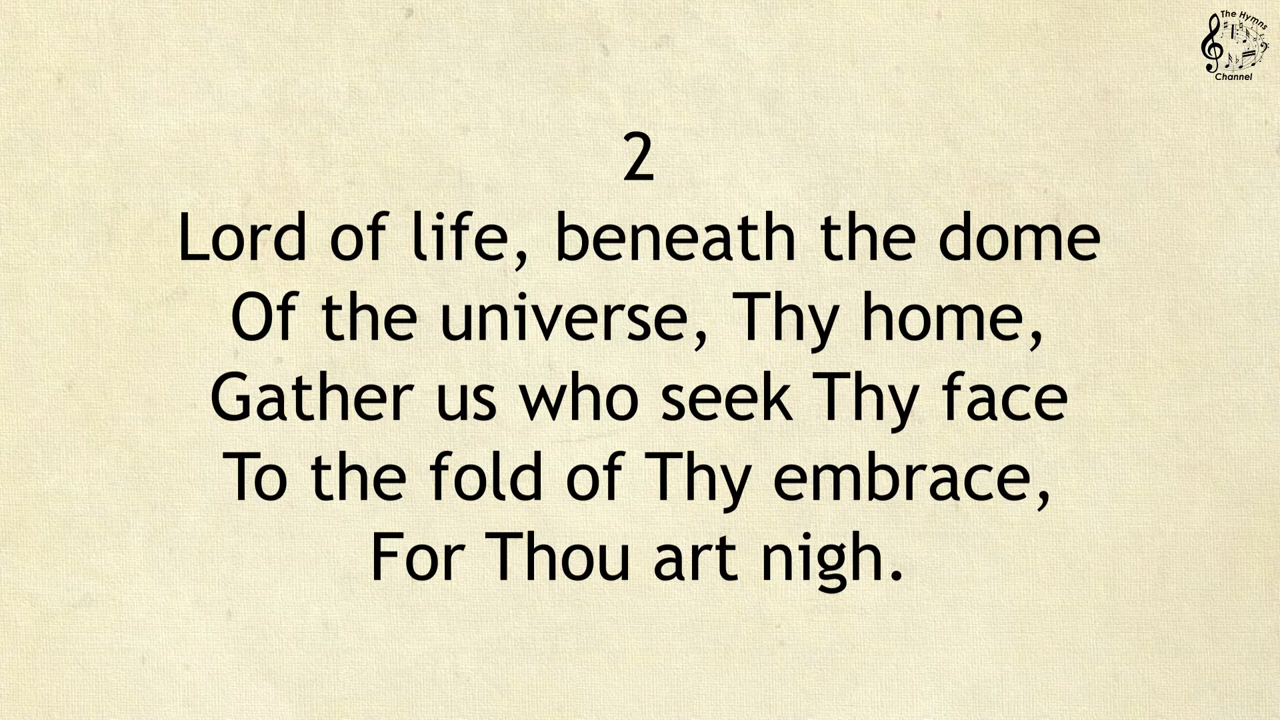 The Hymns
Channel
2
Lord of life, beneath the dome
Of the universe, Thy home,
Gather us who seek Thy face
To the fold of Thy embrace,
For Thou art nigh.